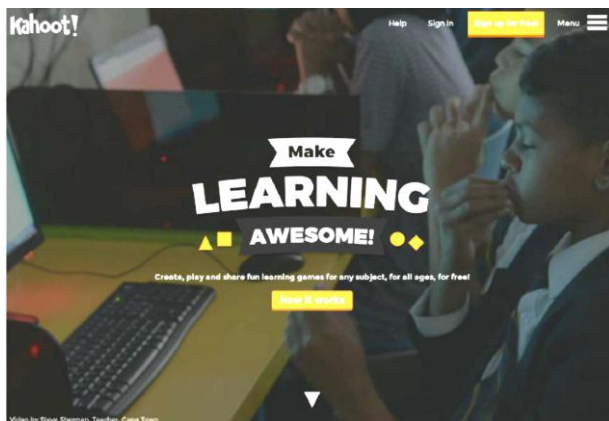 Kahoot!
Help Sign in Sign up for free! Menu
Make
LEARNING
AWESOME!
Create, play and share fun learning games for any subject, for all ages, for free!
How it works
Video by Steve Sherman, Teacher, Cape Town